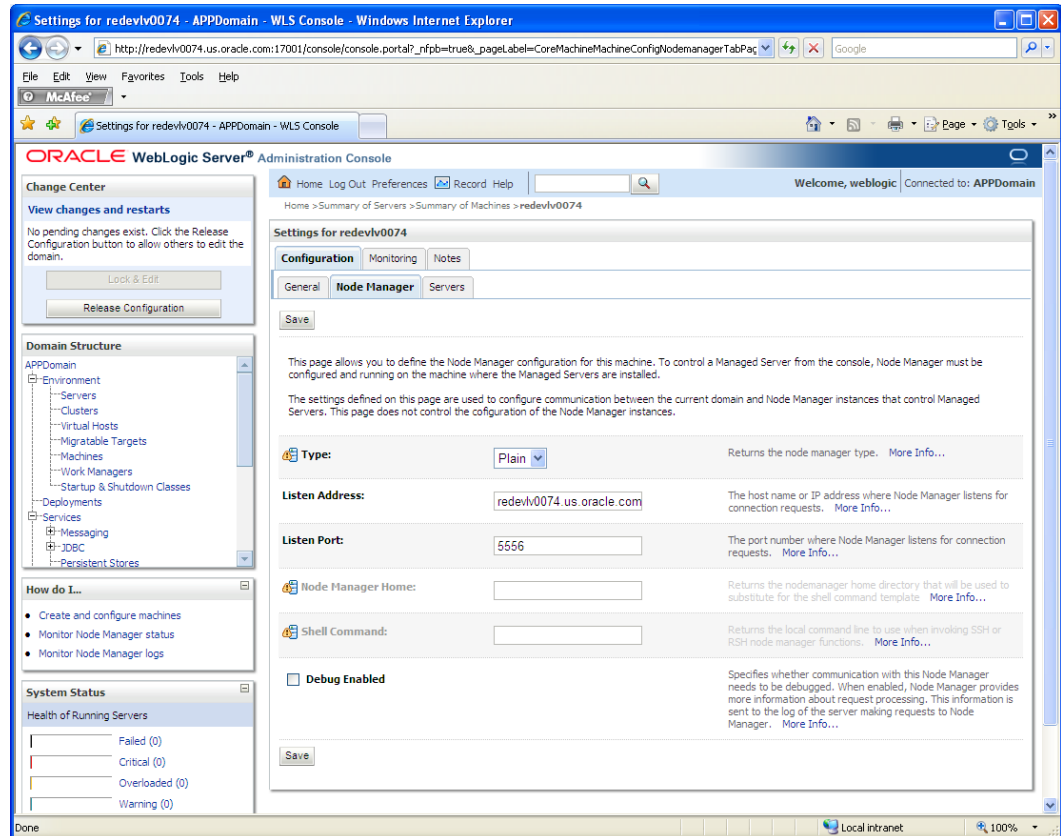 Settings for redevlv0074 - APPDomain - WLS Console - Windows Internet Explorer
http://redevlv0074.us.oracle.com:17001/console/console.portal?_nfpb=true&_pageLabel=CoreMachineMachineConfigNodemanagerTabPag
Google
File Edit View Favorites Tools Help
McAfee
Settings for redevlv0074 - APPDomain - WLS Console
Page Tools
ORACLE WebLogic Server® Administration Console
Change Center
View changes and restarts
No pending changes exist. Click the Release
Configuration button to allow others to edit the
domain.
Lock & Edit
Release Configuration
Domain Structure
APPDomain
Environment
Servers
Clusters
Virtual Hosts
Migratable Targets
Machines
Work Managers
Startup & Shutdown Classes
Deployments
Services
Messaging
JDBC
Persistent Stores
How do I...
Create and configure machines
Monitor Node Manager status
Monitor Node Manager logs
System Status
Health of Running Servers
Failed (0)
Critical (0)
Overloaded (0)
Warning (0)
Home Log Out Preferences Record Help
Welcome, weblogic Connected to: APPDomain
Home >Summary of Servers >Summary of Machines >redevlv0074
Settings for redevlv0074
Configuration Monitoring Notes
General Node Manager Servers
Save
This page allows you to define the Node Manager configuration for this machine. To control a Managed Server from the console, Node Manager must be
configured and running on the machine where the Managed Servers are installed.
The settings defined on this page are used to configure communication between the current domain and Node Manager instances that control Managed
Servers. This page does not control the cofiguration of the Node Manager instances.
Type: Plain Returns the node manager type. More Info...
Listen Address: redevlv0074.us.oracle.com The host name or IP address where Node Manager listens for
connection requests. More Info...
Listen Port: 5556 The port number where Node Manager listens for connection
requests. More Info...
Node Manager Home: Returns the nodemanager home directory that will be used to
substitute for the shell command template More Info...
Shell Command: Returns the local command line to use when invoking SSH or
RSH node manager functions. More Info...
Debug Enabled Specifies whether communication with this Node Manager
needs to be debugged. When enabled, Node Manager provides
more information about request processing. This information is
sent to the log of the server making requests to Node
Manager. More Info...
Save
Done Local intranet 100%